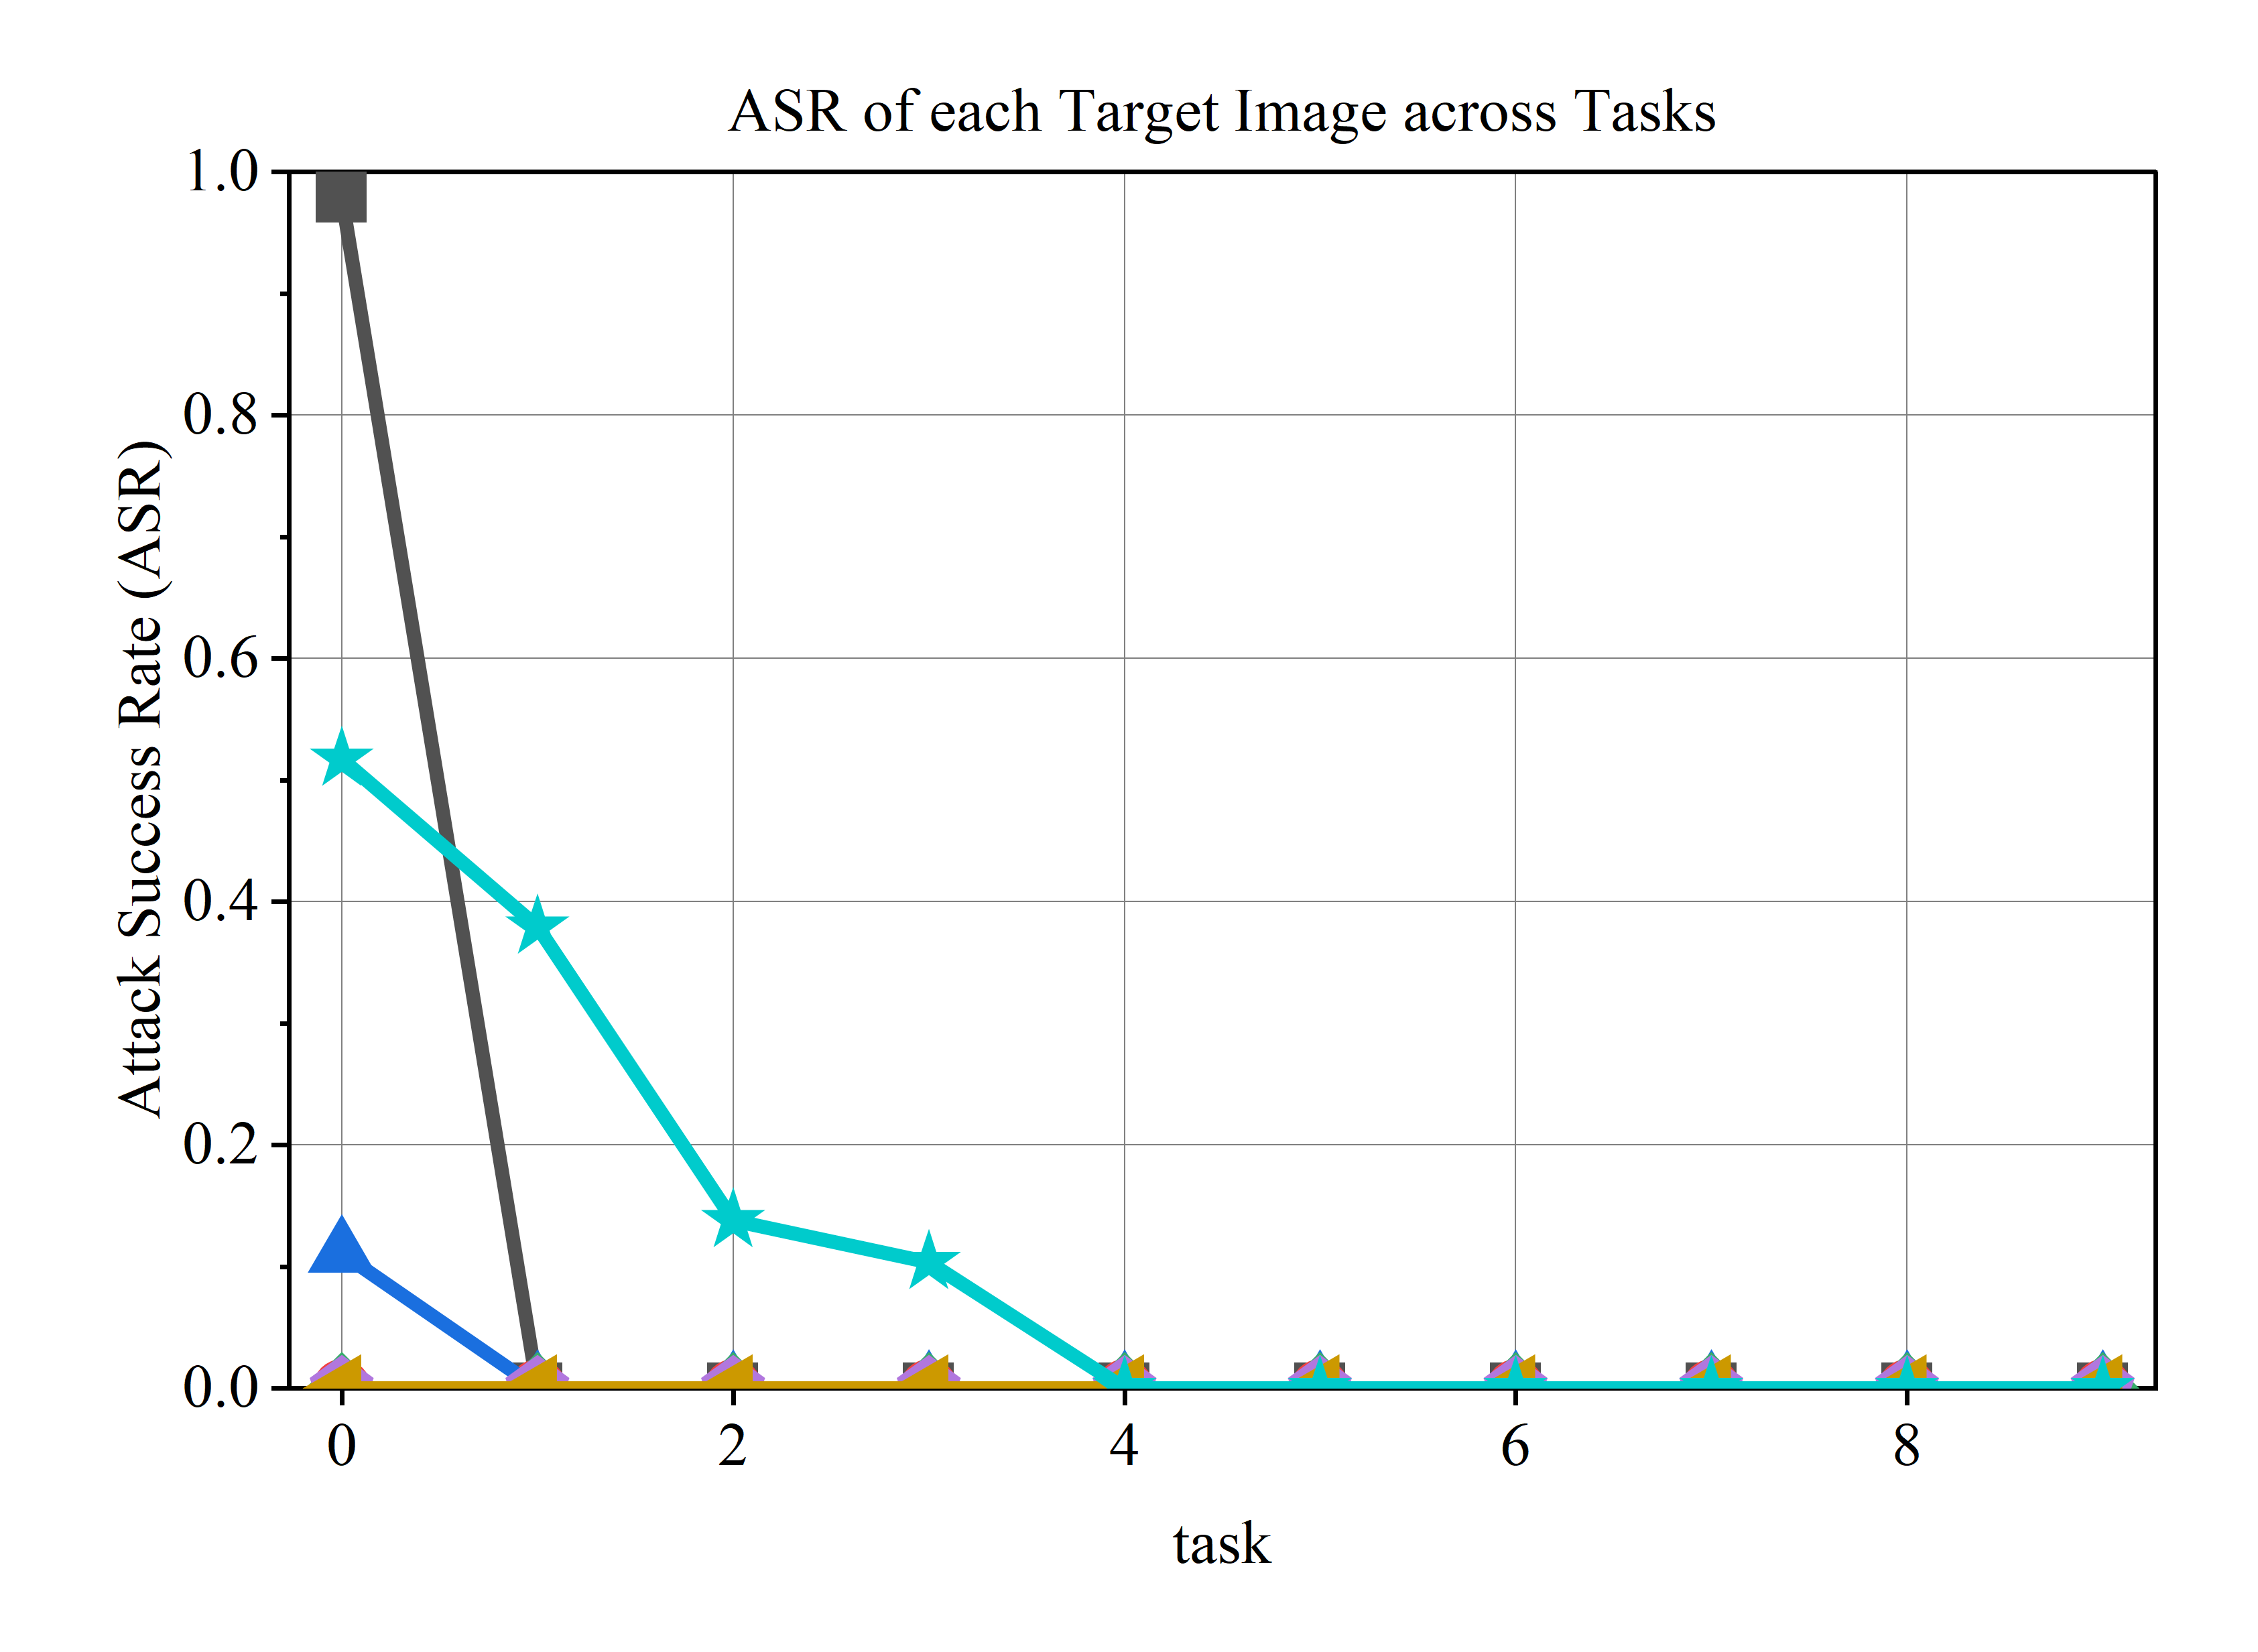 ASR of each Target Image across Tasks
1.0
0.8
0.6
0.4
0.2
0.0
Attack Success Rate (ASR)
0 2 4 6 8
task